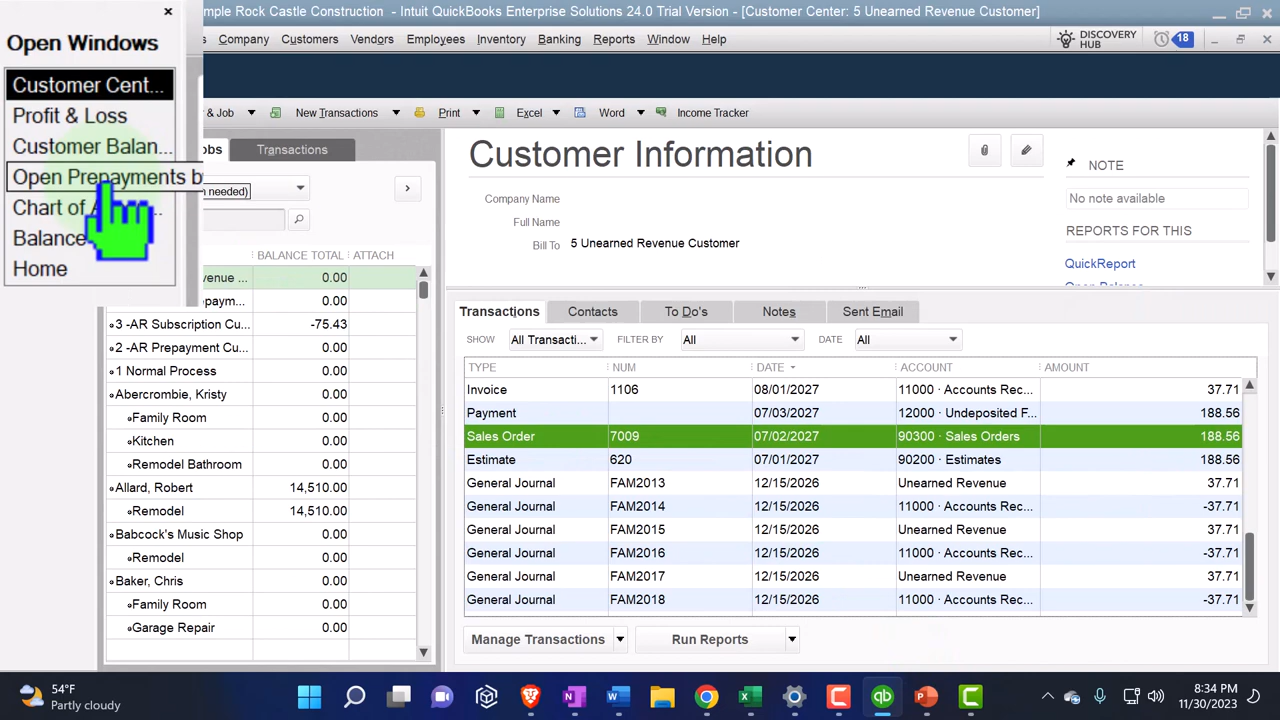 mple Rock Castle Construction - Intuit QuickBooks Enterprise Solutions 24.0 Trial Version - [Customer Center: 5 Unearned Revenue Customer]
s Company Customers Vendors Employees Inventory Banking Reports Window Help
DISCOVERY HUB 18
Open Windows
Customer Cent...
Profit & Loss
Customer Balan...
Open Prepayments b
Chart of
Balance
Home
& Job New Transactions Print Excel Word Income Tracker
obs Transactions
n needed)
BALANCE TOTAL ATTACH
venue ... 0.00
epaym... 0.00
3 -AR Subscription Cu... -75.43
2 -AR Prepayment Cu... 0.00
1 Normal Process 0.00
Abercrombie, Kristy 0.00
Family Room 0.00
Kitchen 0.00
Remodel Bathroom 0.00
Allard, Robert 14,510.00
Remodel 14,510.00
Babcock's Music Shop 0.00
Remodel 0.00
Baker, Chris 0.00
Family Room 0.00
Garage Repair 0.00
Customer Information
Company Name
Full Name
Bill To 5 Unearned Revenue Customer
NOTE
No note available
REPORTS FOR THIS
QuickReport
Open Balance
Transactions Contacts To Do's Notes Sent Email
SHOW All Transacti... FILTER BY All DATE All
TYPE NUM DATE ACCOUNT AMOUNT
Invoice 1106 08/01/2027 11000 · Accounts Rec... 37.71
Payment 07/03/2027 12000 · Undeposited F... 188.56
Sales Order 7009 07/02/2027 90300 · Sales Orders 188.56
Estimate 620 07/01/2027 90200 · Estimates 188.56
General Journal FAM2013 12/15/2026 Unearned Revenue 37.71
General Journal FAM2014 12/15/2026 11000 · Accounts Rec... -37.71
General Journal FAM2015 12/15/2026 Unearned Revenue 37.71
General Journal FAM2016 12/15/2026 11000 · Accounts Rec... -37.71
General Journal FAM2017 12/15/2026 Unearned Revenue 37.71
General Journal FAM2018 12/15/2026 11000 · Accounts Rec... -37.71
Manage Transactions Run Reports
54°F
Partly cloudy
8:34 PM
11/30/2023